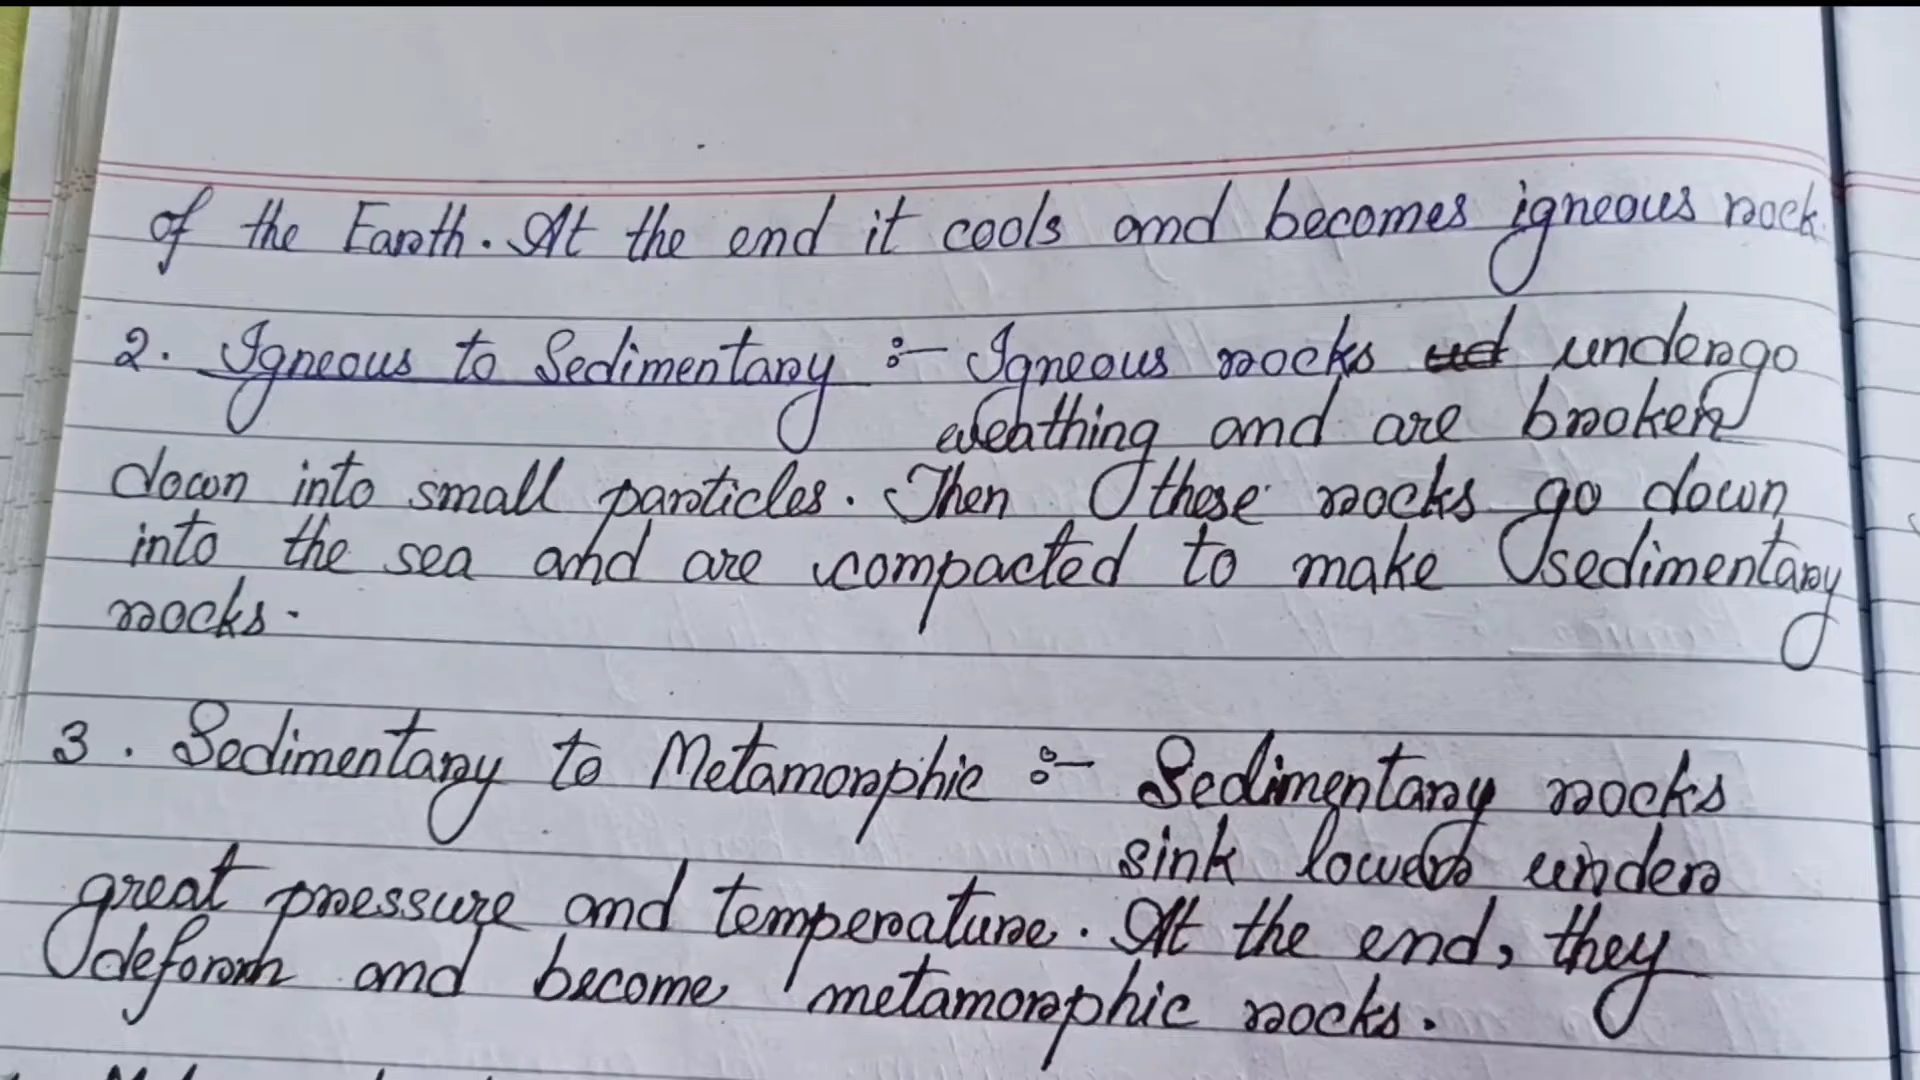 of the Earth. At the end it cools and becomes igneous rock.
2. Igneous to Sedimentary :- Igneous rocks undergo
weathing and are broken
down into small particles. Then these rocks go down
into the sea and are compacted to make sedimentary
rocks.
3. Sedimentary to Metamorphic :- Sedimentary rocks
sink lower under
great pressure and temperature. At the end, they
deform and become metamorphic rocks.